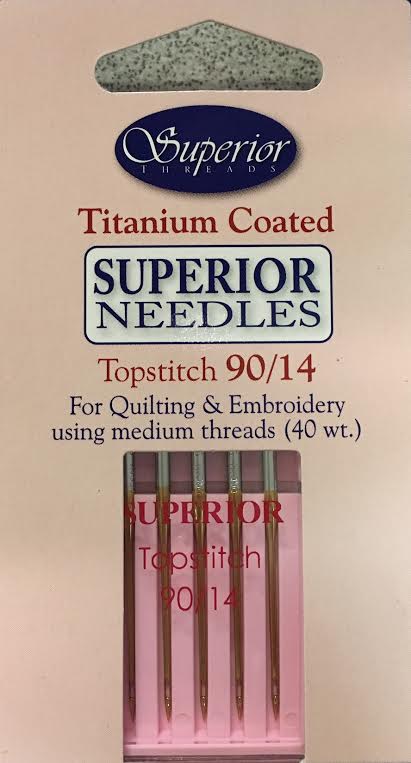 Superior
THREADS
Titanium Coated
SUPERIOR
NEEDLES
Topstitch 90/14
For Quilting & Embroidery
using medium threads (40 wt.)
SUPERIOR
Topstitch
90/14